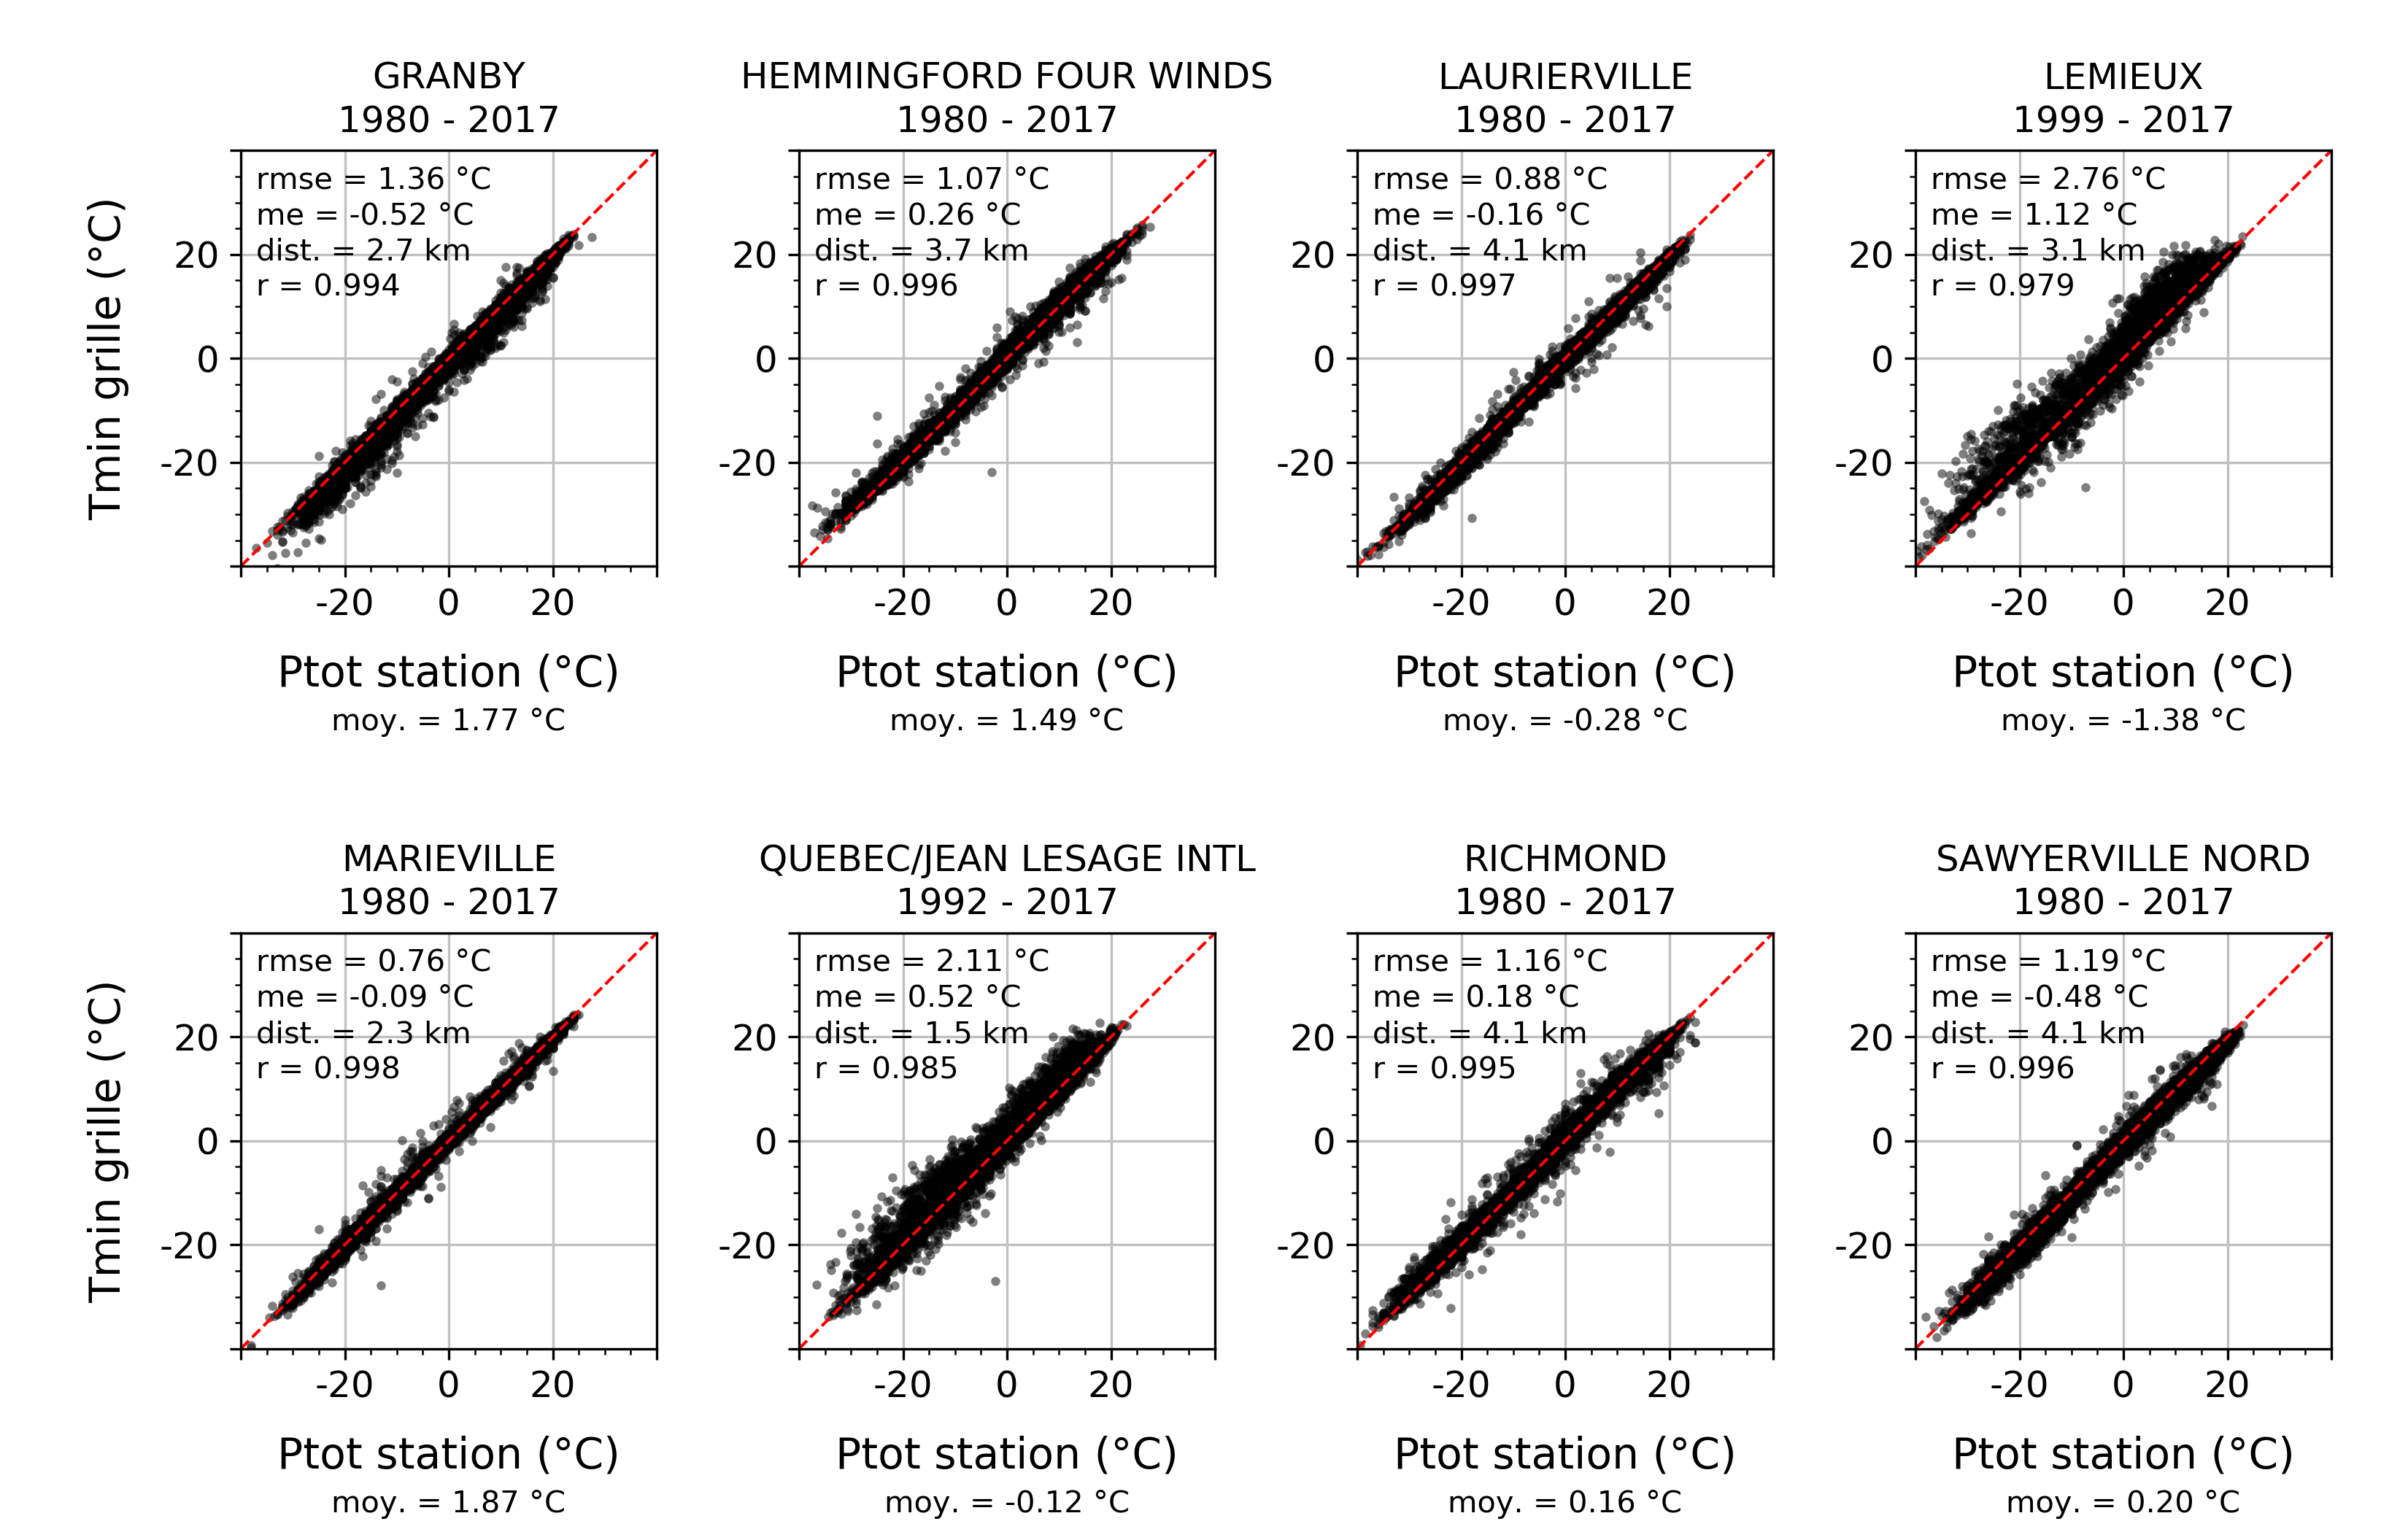 GRANBY
1980 - 2017
rmse = 1.36 °C
me = -0.52 °C
dist. = 2.7 km
r = 0.994
Tmin grille (°C)
20
0
-20
-20 0 20
Ptot station (°C)
moy. = 1.77 °C
HEMMINGFORD FOUR WINDS
1980 - 2017
rmse = 1.07 °C
me = 0.26 °C
dist. = 3.7 km
r = 0.996
20
0
-20
-20 0 20
Ptot station (°C)
moy. = 1.49 °C
LAURIERVILLE
1980 - 2017
rmse = 0.88 °C
me = -0.16 °C
dist. = 4.1 km
r = 0.997
20
0
-20
-20 0 20
Ptot station (°C)
moy. = -0.28 °C
LEMIEUX
1999 - 2017
rmse = 2.76 °C
me = 1.12 °C
dist. = 3.1 km
r = 0.979
20
0
-20
-20 0 20
Ptot station (°C)
moy. = -1.38 °C
MARIEVILLE
1980 - 2017
rmse = 0.76 °C
me = -0.09 °C
dist. = 2.3 km
r = 0.998
Tmin grille (°C)
20
0
-20
-20 0 20
Ptot station (°C)
moy. = 1.87 °C
QUEBEC/JEAN LESAGE INTL
1992 - 2017
rmse = 2.11 °C
me = 0.52 °C
dist. = 1.5 km
r = 0.985
20
0
-20
-20 0 20
Ptot station (°C)
moy. = -0.12 °C
RICHMOND
1980 - 2017
rmse = 1.16 °C
me = 0.18 °C
dist. = 4.1 km
r = 0.995
20
0
-20
-20 0 20
Ptot station (°C)
moy. = 0.16 °C
SAWYERVILLE NORD
1980 - 2017
rmse = 1.19 °C
me = -0.48 °C
dist. = 4.1 km
r = 0.996
20
0
-20
-20 0 20
Ptot station (°C)
moy. = 0.20 °C